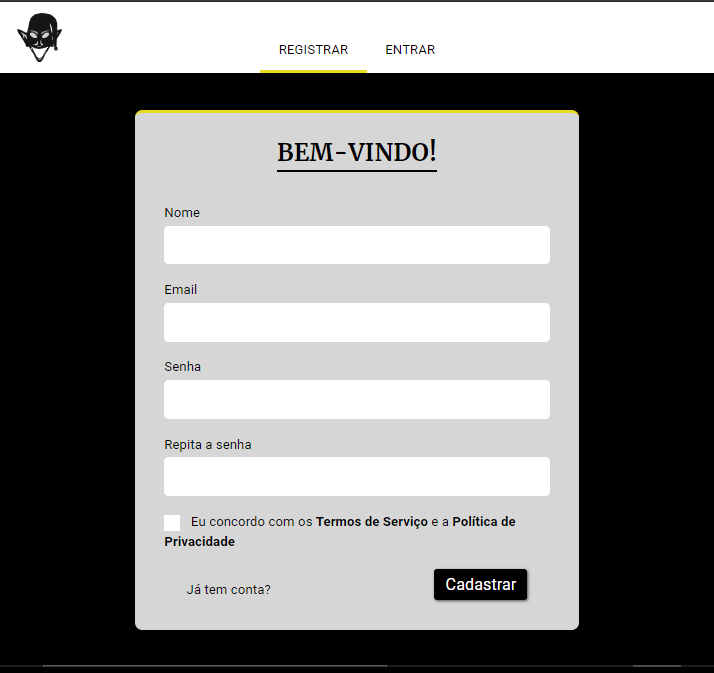 REGISTRAR ENTRAR
BEM-VINDO!
Nome
Email
Senha
Repita a senha
Eu concordo com os Termos de Serviço e a Política de
Privacidade
Já tem conta? Cadastrar